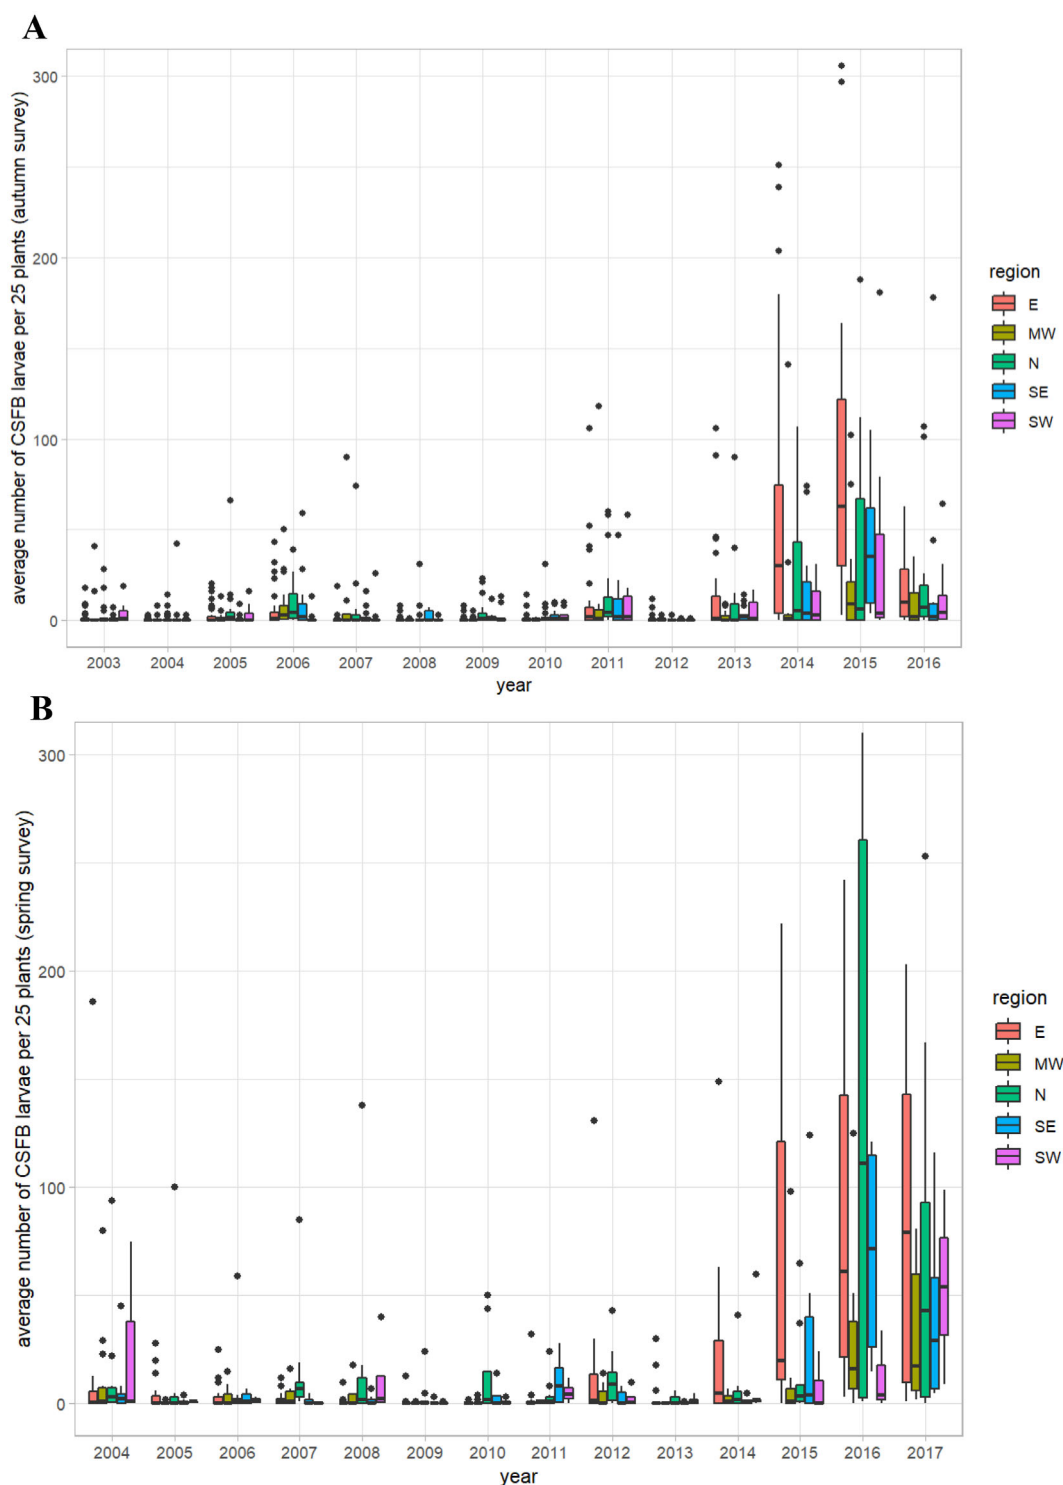 A
average number of CSFB larvae per 25 plants (autumn survey)
300
200
100
0
2003 2004 2005 2006 2007 2008 2009 2010 2011 2012 2013 2014 2015 2016
year
region
E
MW
N
SE
SW
B
average number of CSFB larvae per 25 plants (spring survey)
300
200
100
0
2004 2005 2006 2007 2008 2009 2010 2011 2012 2013 2014 2015 2016 2017
year
region
E
MW
N
SE
SW